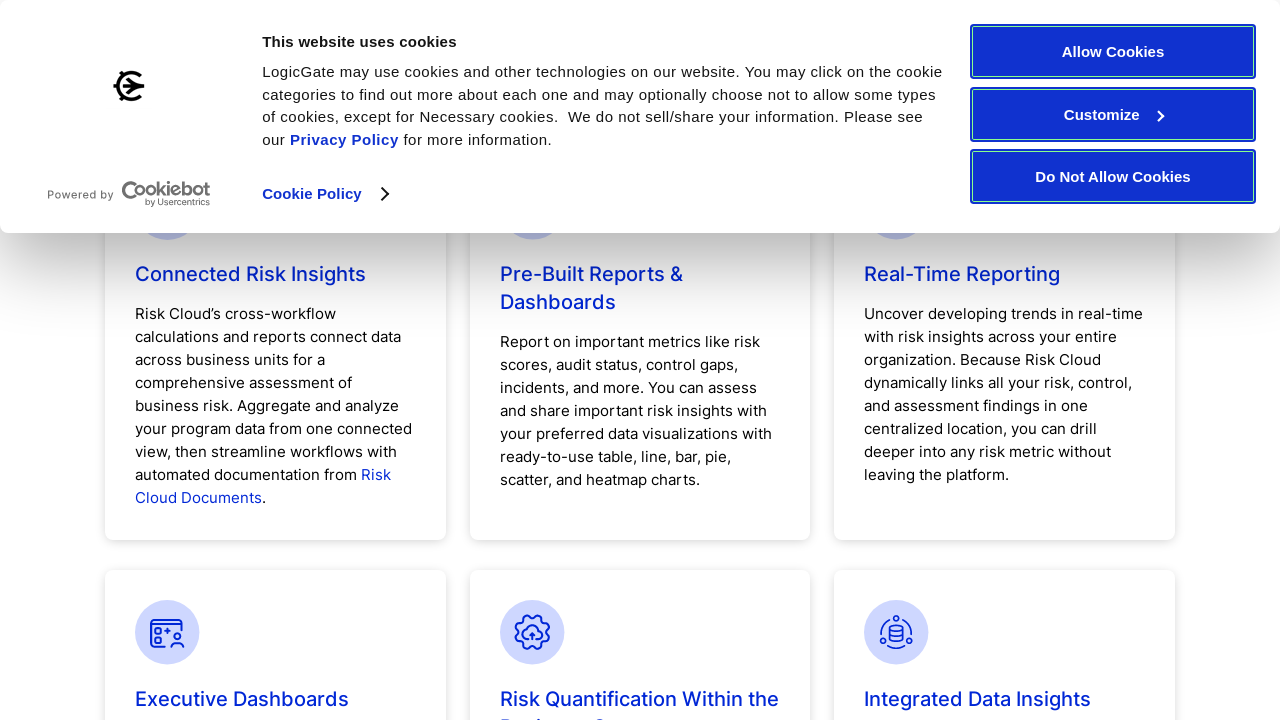 This website uses cookies
LogicGate may use cookies and other technologies on our website. You may click on the cookie
categories to find out more about each one and may optionally choose not to allow some types
of cookies, except for Necessary cookies.  We do not sell/share your information. Please see
our Privacy Policy for more information.
Powered by Cookiebot
by Usercentrics
Cookie Policy
Allow Cookies
Customize
Do Not Allow Cookies
Connected Risk Insights
Risk Cloud’s cross-workflow
calculations and reports connect data
across business units for a
comprehensive assessment of
business risk. Aggregate and analyze
your program data from one connected
view, then streamline workflows with
automated documentation from Risk
Cloud Documents.
Pre-Built Reports &
Dashboards
Report on important metrics like risk
scores, audit status, control gaps,
incidents, and more. You can assess
and share important risk insights with
your preferred data visualizations with
ready-to-use table, line, bar, pie,
scatter, and heatmap charts.
Real-Time Reporting
Uncover developing trends in real-time
with risk insights across your entire
organization. Because Risk Cloud
dynamically links all your risk, control,
and assessment findings in one
centralized location, you can drill
deeper into any risk metric without
leaving the platform.
Executive Dashboards
Risk Quantification Within the
Integrated Data Insights